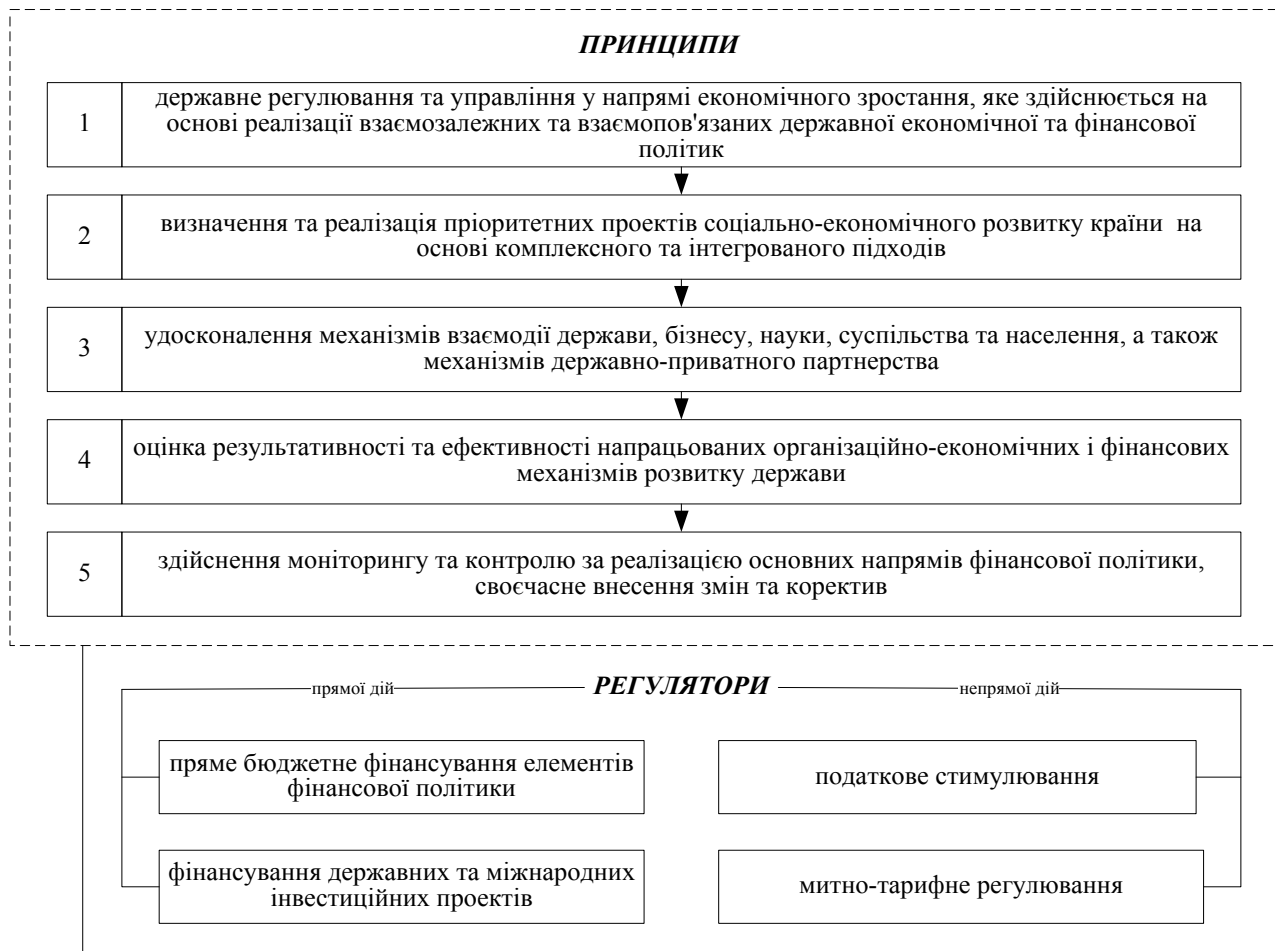 ПРИНЦИПИ
1
державне регулювання та управління у напрямі економічного зростання, яке здійснюється на
основі реалізації взаємозалежних та взаємопов'язаних державної економічної та фінансової
політик
2
визначення та реалізація пріоритетних проектів соціально-економічного розвитку країни на
основі комплексного та інтегрованого підходів
3
удосконалення механізмів взаємодії держави, бізнесу, науки, суспільства та населення, а також
механізмів державно-приватного партнерства
4
оцінка результативності та ефективності напрацьованих організаційно-економічних і фінансових
механізмів розвитку держави
5
здійснення моніторингу та контролю за реалізацією основних напрямів фінансової політики,
своєчасне внесення змін та коректив
прямої дій РЕГУЛЯТОРИ непрямої дій
пряме бюджетне фінансування елементів
фінансової політики
податкове стимулювання
фінансування державних та міжнародних
інвестиційних проектів
митно-тарифне регулювання